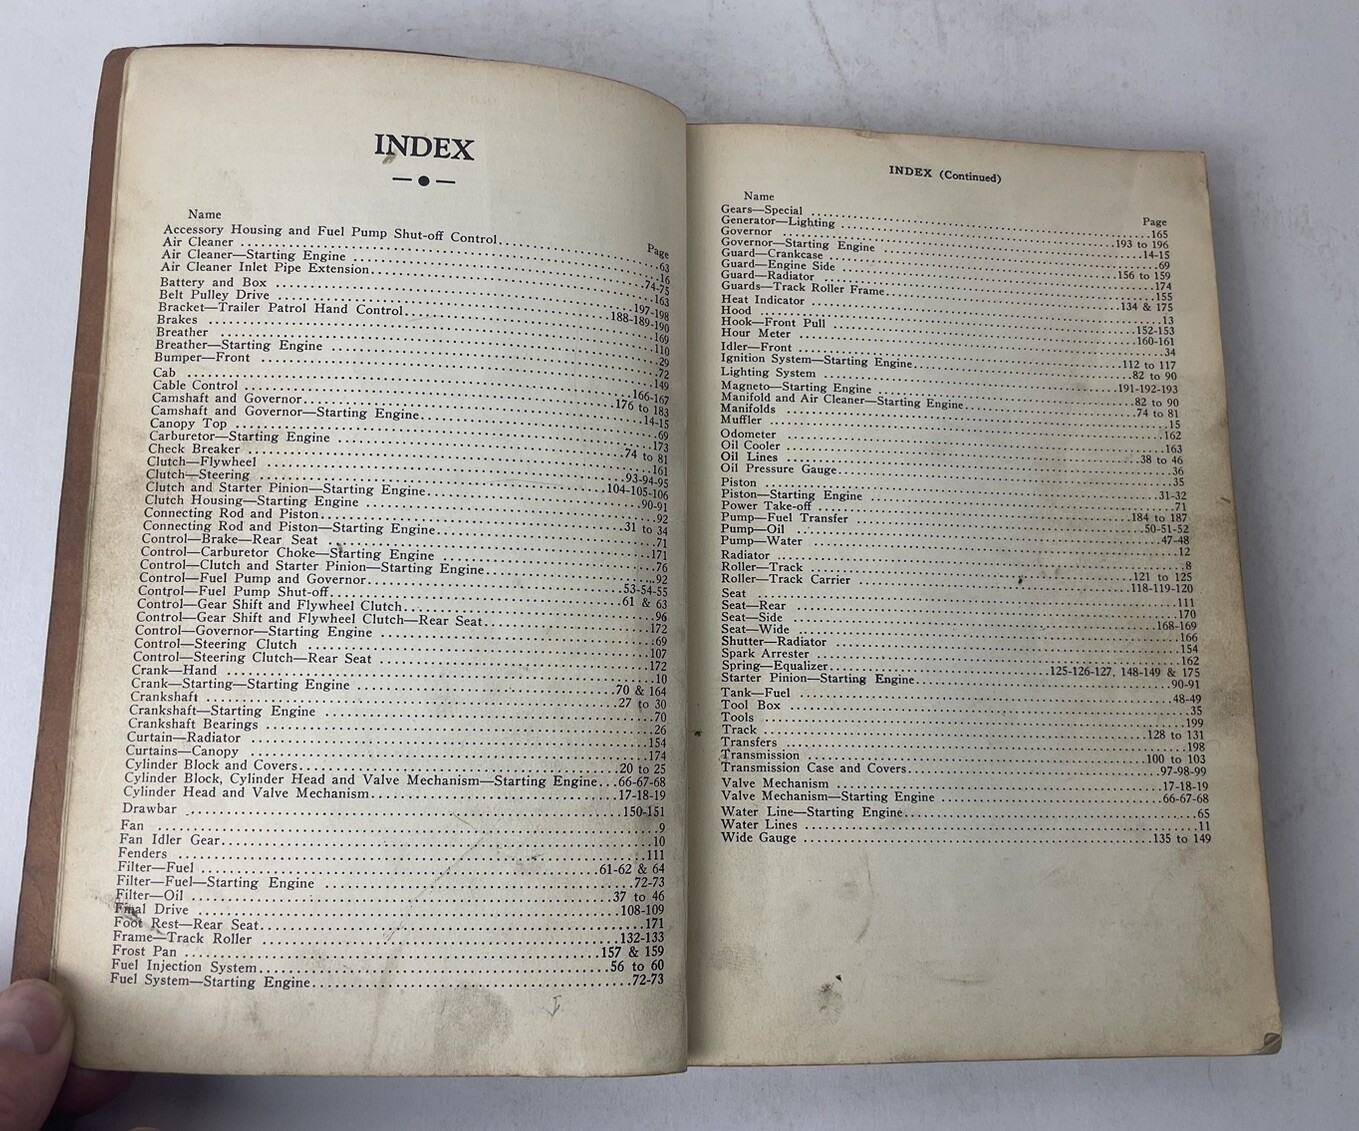 INDEX
Name Page
Accessory Housing and Fuel Pump Shut-off Control 63
Air Cleaner 16
Air Cleaner—Starting Engine 74-75
Air Cleaner Inlet Pipe Extension 163
Battery and Box 197-198
Belt Pulley Drive 188-189-190
Bracket—Trailer Patrol Hand Control 169
Brakes 110
Breather 29
Breather—Starting Engine 72
Bumper—Front 149
Cab 166-167
Cable Control 176 to 183
Camshaft and Governor 14-15
Camshaft and Governor—Starting Engine 69
Canopy Top 173
Carburetor—Starting Engine 74 to 81
Check Breaker 161
Clutch—Flywheel 93-94-95
Clutch—Steering 104-105-106
Clutch and Starter Pinion—Starting Engine 90-91
Clutch Housing—Starting Engine 92
Connecting Rod and Piston 31 to 34
Connecting Rod and Piston—Starting Engine 71
Control—Brake—Rear Seat 171
Control—Carburetor Choke—Starting Engine 76
Control—Clutch and Starter Pinion—Starting Engine 92
Control—Fuel Pump and Governor 53-54-55
Control—Fuel Pump Shut-off 61 & 63
Control—Gear Shift and Flywheel Clutch 96
Control—Gear Shift and Flywheel Clutch—Rear Seat 172
Control—Governor—Starting Engine 69
Control—Steering Clutch 107
Control—Steering Clutch—Rear Seat 172
Crank—Hand 10
Crank—Starting—Starting Engine 70 & 164
Crankshaft 27 to 30
Crankshaft—Starting Engine 70
Crankshaft Bearings 26
Curtain—Radiator 154
Curtains—Canopy 174
Cylinder Block and Covers 20 to 25
Cylinder Block, Cylinder Head and Valve Mechanism—Starting Engine 66-67-68
Cylinder Head and Valve Mechanism 17-18-19
Drawbar 150-151
Fan 9
Fan Idler Gear 10
Fenders 111
Filter—Fuel 61-62 & 64
Filter—Fuel—Starting Engine 72-73
Filter—Oil 37 to 46
Final Drive 108-109
Foot Rest—Rear Seat 171
Frame—Track Roller 132-133
Frost Pan 157 & 159
Fuel Injection System 56 to 60
Fuel System—Starting Engine 72-73
INDEX (Continued)
Name Page
Gears—Special 165
Generator—Lighting 193 to 196
Governor 14-15
Governor—Starting Engine 69
Guard—Crankcase 156 to 159
Guard—Engine Side 174
Guard—Radiator 155
Guards—Track Roller Frame 134 & 175
Heat Indicator 13
Hood 152-153
Hook—Front Pull 160-161
Hour Meter 34
Idler—Front 112 to 117
Ignition System—Starting Engine 82 to 90
Lighting System 191-192-193
Magneto—Starting Engine 82 to 90
Manifold and Air Cleaner—Starting Engine 74 to 81
Manifolds 15
Muffler 162
Odometer 163
Oil Cooler 38 to 46
Oil Lines 36
Oil Pressure Gauge 35
Piston 31-32
Piston—Starting Engine 71
Power Take-off 184 to 187
Pump—Fuel Transfer 50-51-52
Pump—Oil 47-48
Pump—Water 12
Radiator 8
Roller—Track 121 to 125
Roller—Track Carrier 118-119-120
Seat 111
Seat—Rear 170
Seat—Side 168-169
Seat—Wide 166
Shutter—Radiator 154
Spark Arrester 162
Spring—Equalizer 125-126-127, 148-149 & 175
Starter Pinion—Starting Engine 90-91
Tank—Fuel 48-49
Tool Box 35
Tools 199
Track 128 to 131
Transfers 198
Transmission 100 to 103
Transmission Case and Covers 97-98-99
Valve Mechanism 17-18-19
Valve Mechanism—Starting Engine 66-67-68
Water Line—Starting Engine 65
Water Lines 11
Wide Gauge 135 to 149